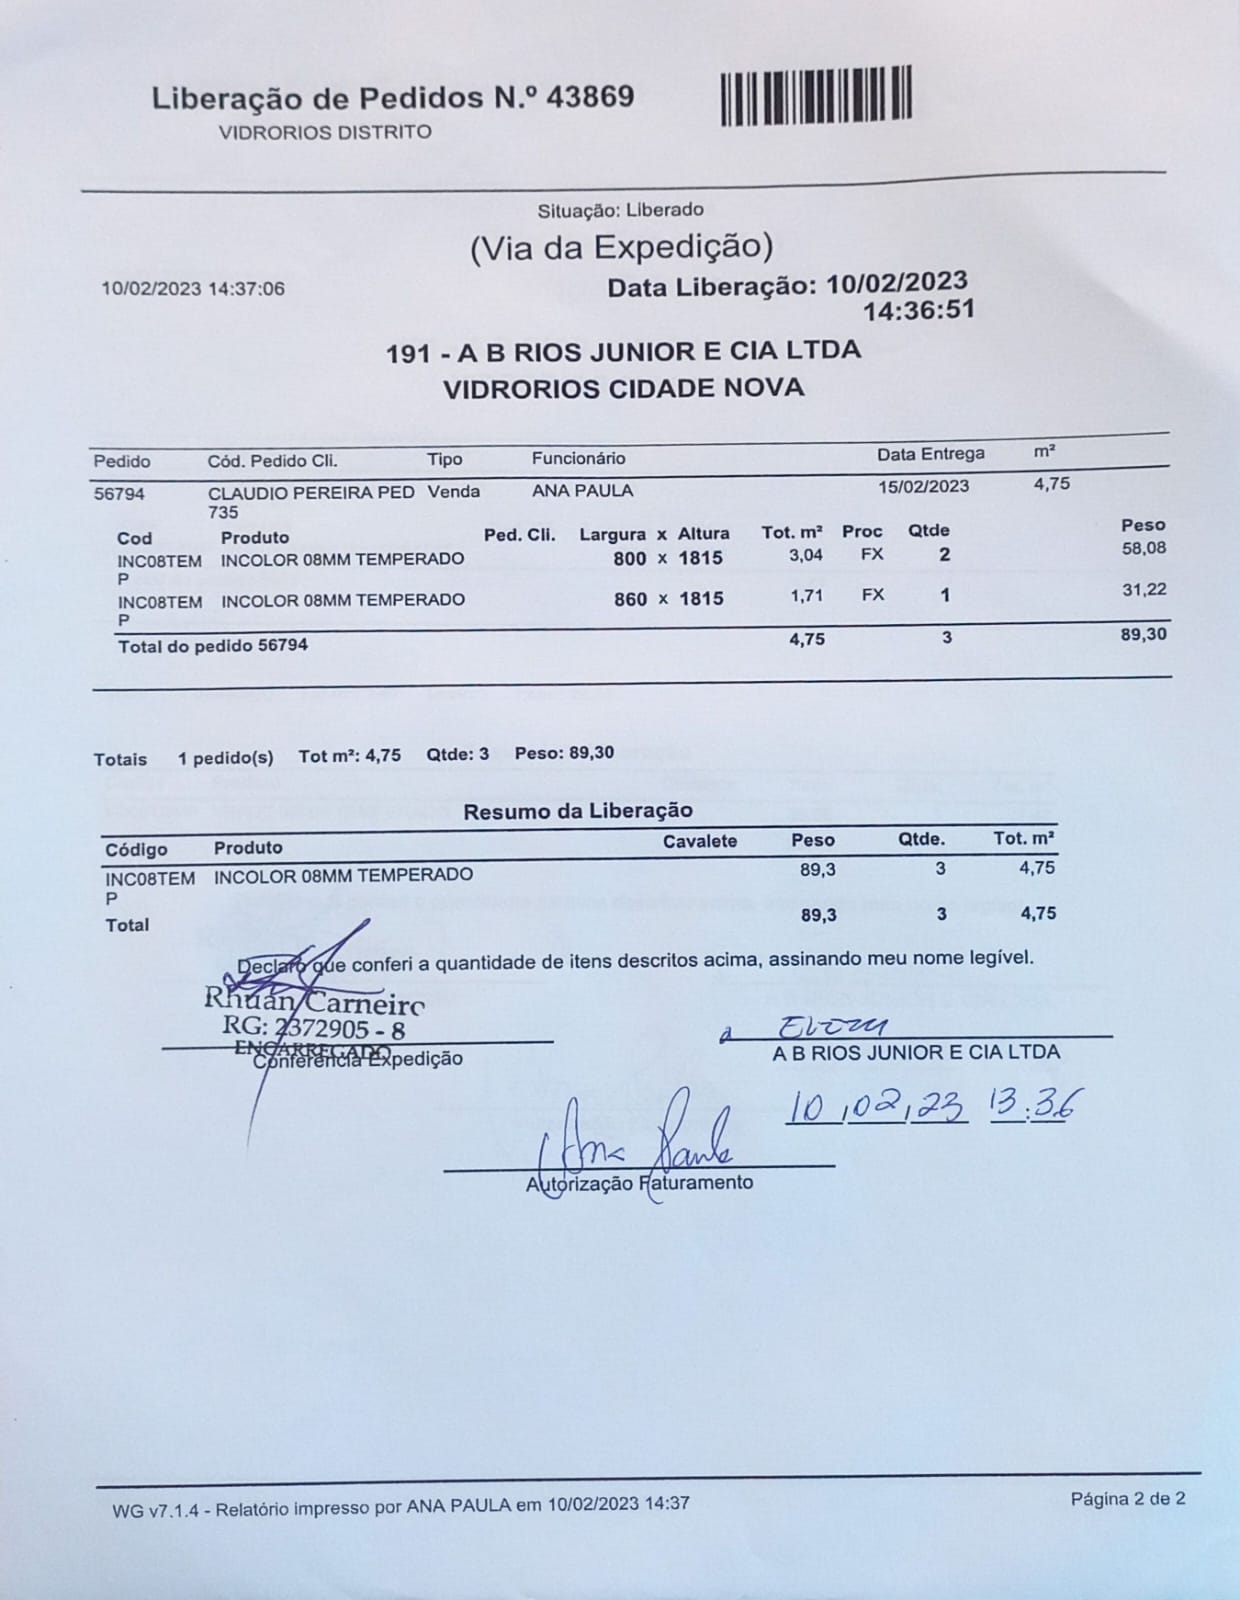 Liberação de Pedidos N.º 43869
VIDRORIOS DISTRITO
Situação: Liberado
(Via da Expedição)
10/02/2023 14:37:06 Data Liberação: 10/02/2023
14:36:51
191 - A B RIOS JUNIOR E CIA LTDA
VIDRORIOS CIDADE NOVA
Pedido Cód. Pedido Cli. Tipo Funcionário Data Entrega m²
56794 CLAUDIO PEREIRA PED Venda ANA PAULA 15/02/2023 4,75
735
Cod Produto Ped. Cli. Largura x Altura Tot. m² Proc Qtde Peso
INC08TEM INCOLOR 08MM TEMPERADO 800 x 1815 3,04 FX 2 58,08
P
INC08TEM INCOLOR 08MM TEMPERADO 860 x 1815 1,71 FX 1 31,22
P
Total do pedido 56794 4,75 3 89,30
Totais 1 pedido(s) Tot m²: 4,75 Qtde: 3 Peso: 89,30
Resumo da Liberação
Código Produto Cavalete Peso Qtde. Tot. m²
INC08TEM INCOLOR 08MM TEMPERADO 89,3 3 4,75
P
Total 89,3 3 4,75
Declaro que conferi a quantidade de itens descritos acima, assinando meu nome legível.
Rhuan Carneiro
RG: 2372905 - 8
ENCARREGADO
Conferência Expedição
A B RIOS JUNIOR E CIA LTDA
10,02,23 13:36
Ana Paula
Autorização Faturamento
WG v7.1.4 - Relatório impresso por ANA PAULA em 10/02/2023 14:37 Página 2 de 2